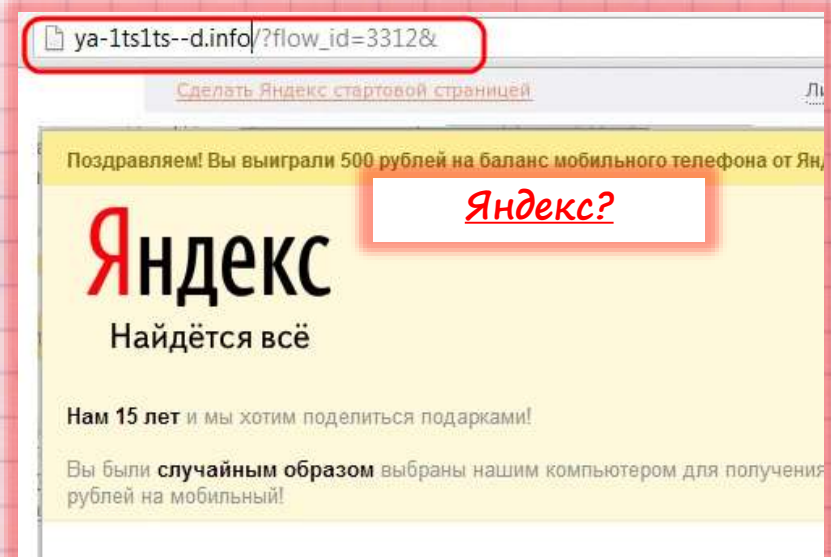 ya-1ts1ts--d.info/?flow_id=3312&
Сделать Яндекс стартовой страницей
Поздравляем! Вы выиграли 500 рублей на баланс мобильного телефона от
Яндекс?
Яндекс
Найдётся всё
Нам 15 лет и мы хотим поделиться подарками!
Вы были случайным образом выбраны нашим компьютером для получения
рублей на мобильный!